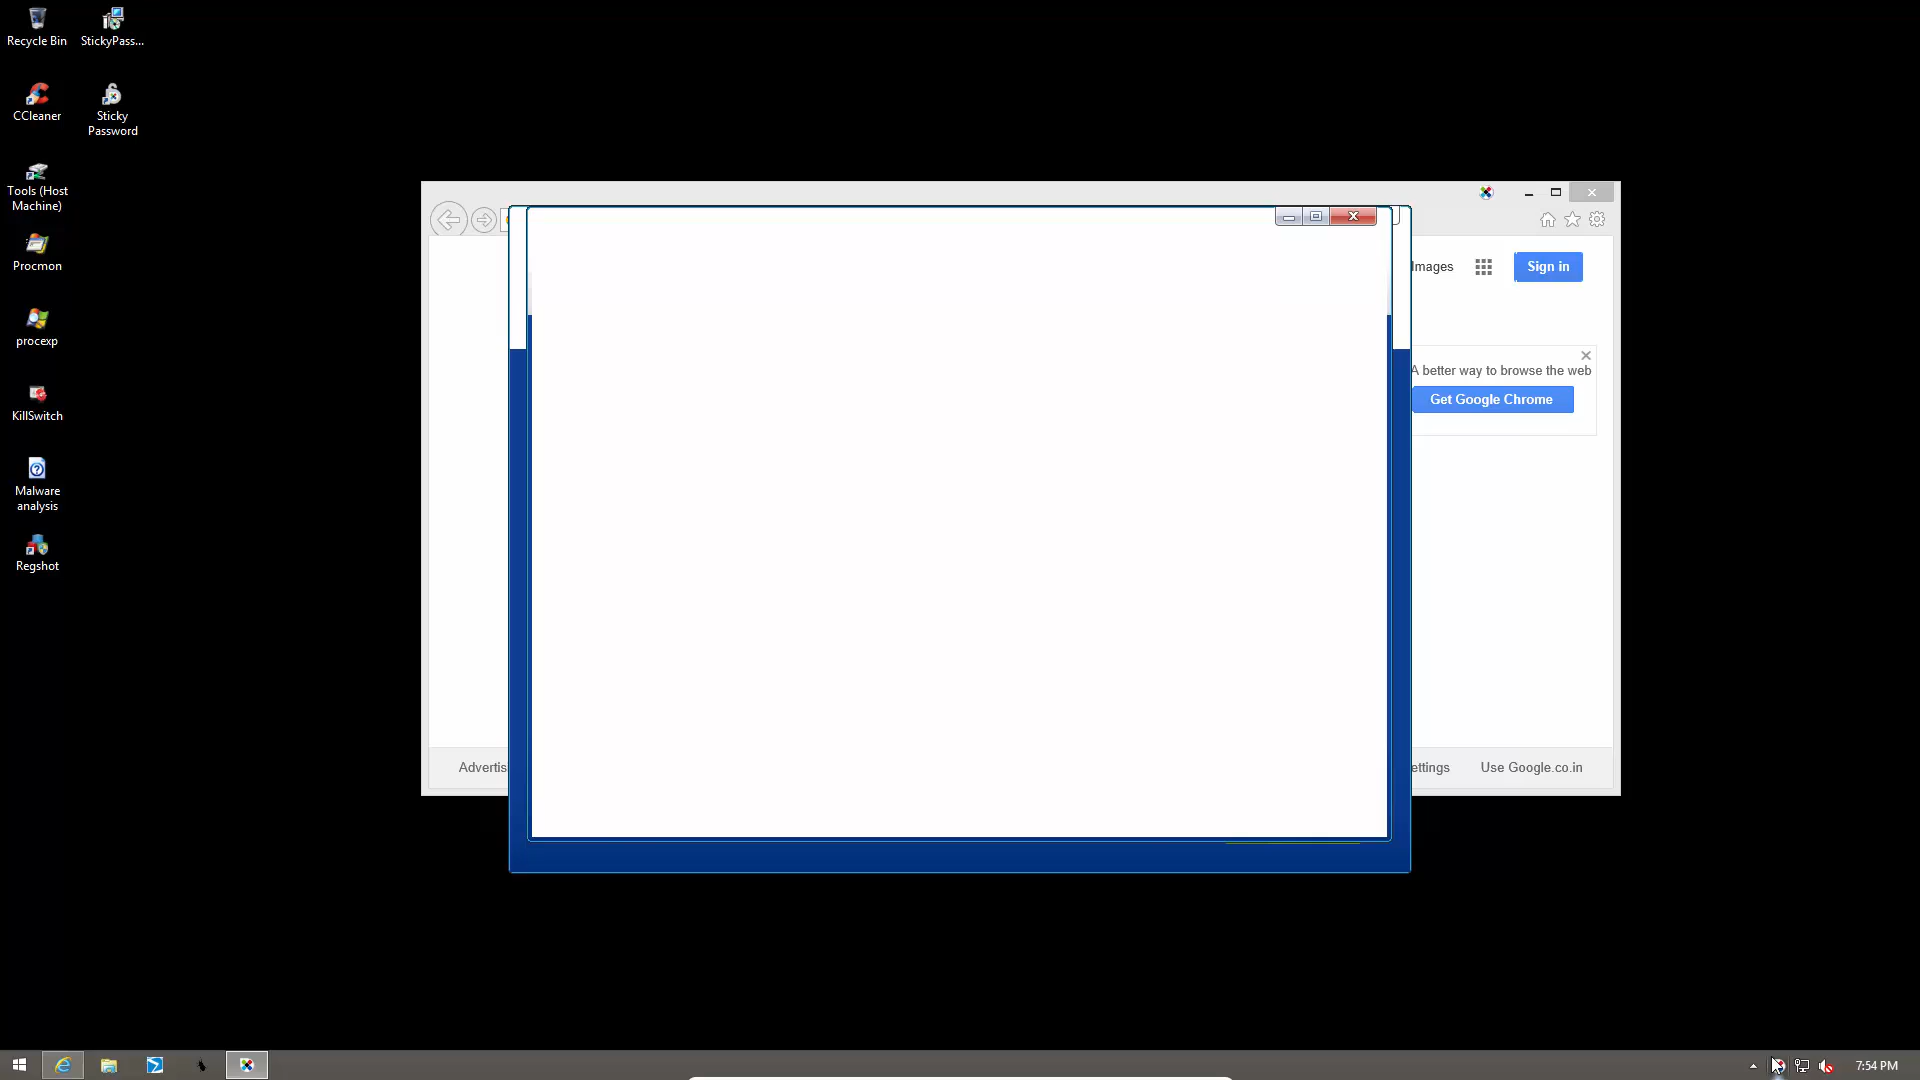 Recycle Bin
StickyPass...
CCleaner
Sticky
Password
Tools (Host
Machine)
Procmon
procexp
KillSwitch
Malware
analysis
Regshot
Images
Sign in
A better way to browse the web
Get Google Chrome
Advertis
ettings
Use Google.co.in
7:54 PM